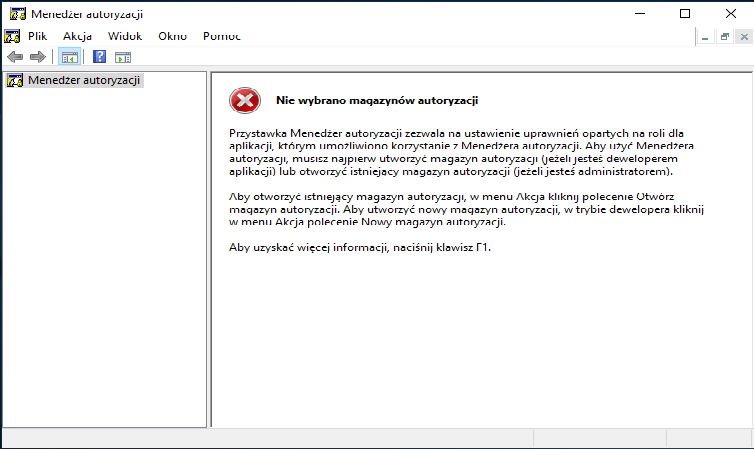 Menedżer autoryzacji
Plik Akcja Widok Okno Pomoc
Menedżer autoryzacji
Nie wybrano magazynów autoryzacji
Przystawka Menedżer autoryzacji zezwala na ustawienie uprawnień opartych na roli dla
aplikacji, którym umożliwiono korzystanie z Menedżera autoryzacji. Aby użyć Menedżera
autoryzacji, musisz najpierw utworzyć magazyn autoryzacji (jeżeli jesteś deweloperem
aplikacji) lub otworzyć istniejący magazyn autoryzacji (jeżeli jesteś administratorem).
Aby otworzyć istniejący magazyn autoryzacji, w menu Akcja kliknij polecenie Otwórz
magazyn autoryzacji. Aby utworzyć nowy magazyn autoryzacji, w trybie dewelopera kliknij
w menu Akcja polecenie Nowy magazyn autoryzacji.
Aby uzyskać więcej informacji, naciśnij klawisz F1.